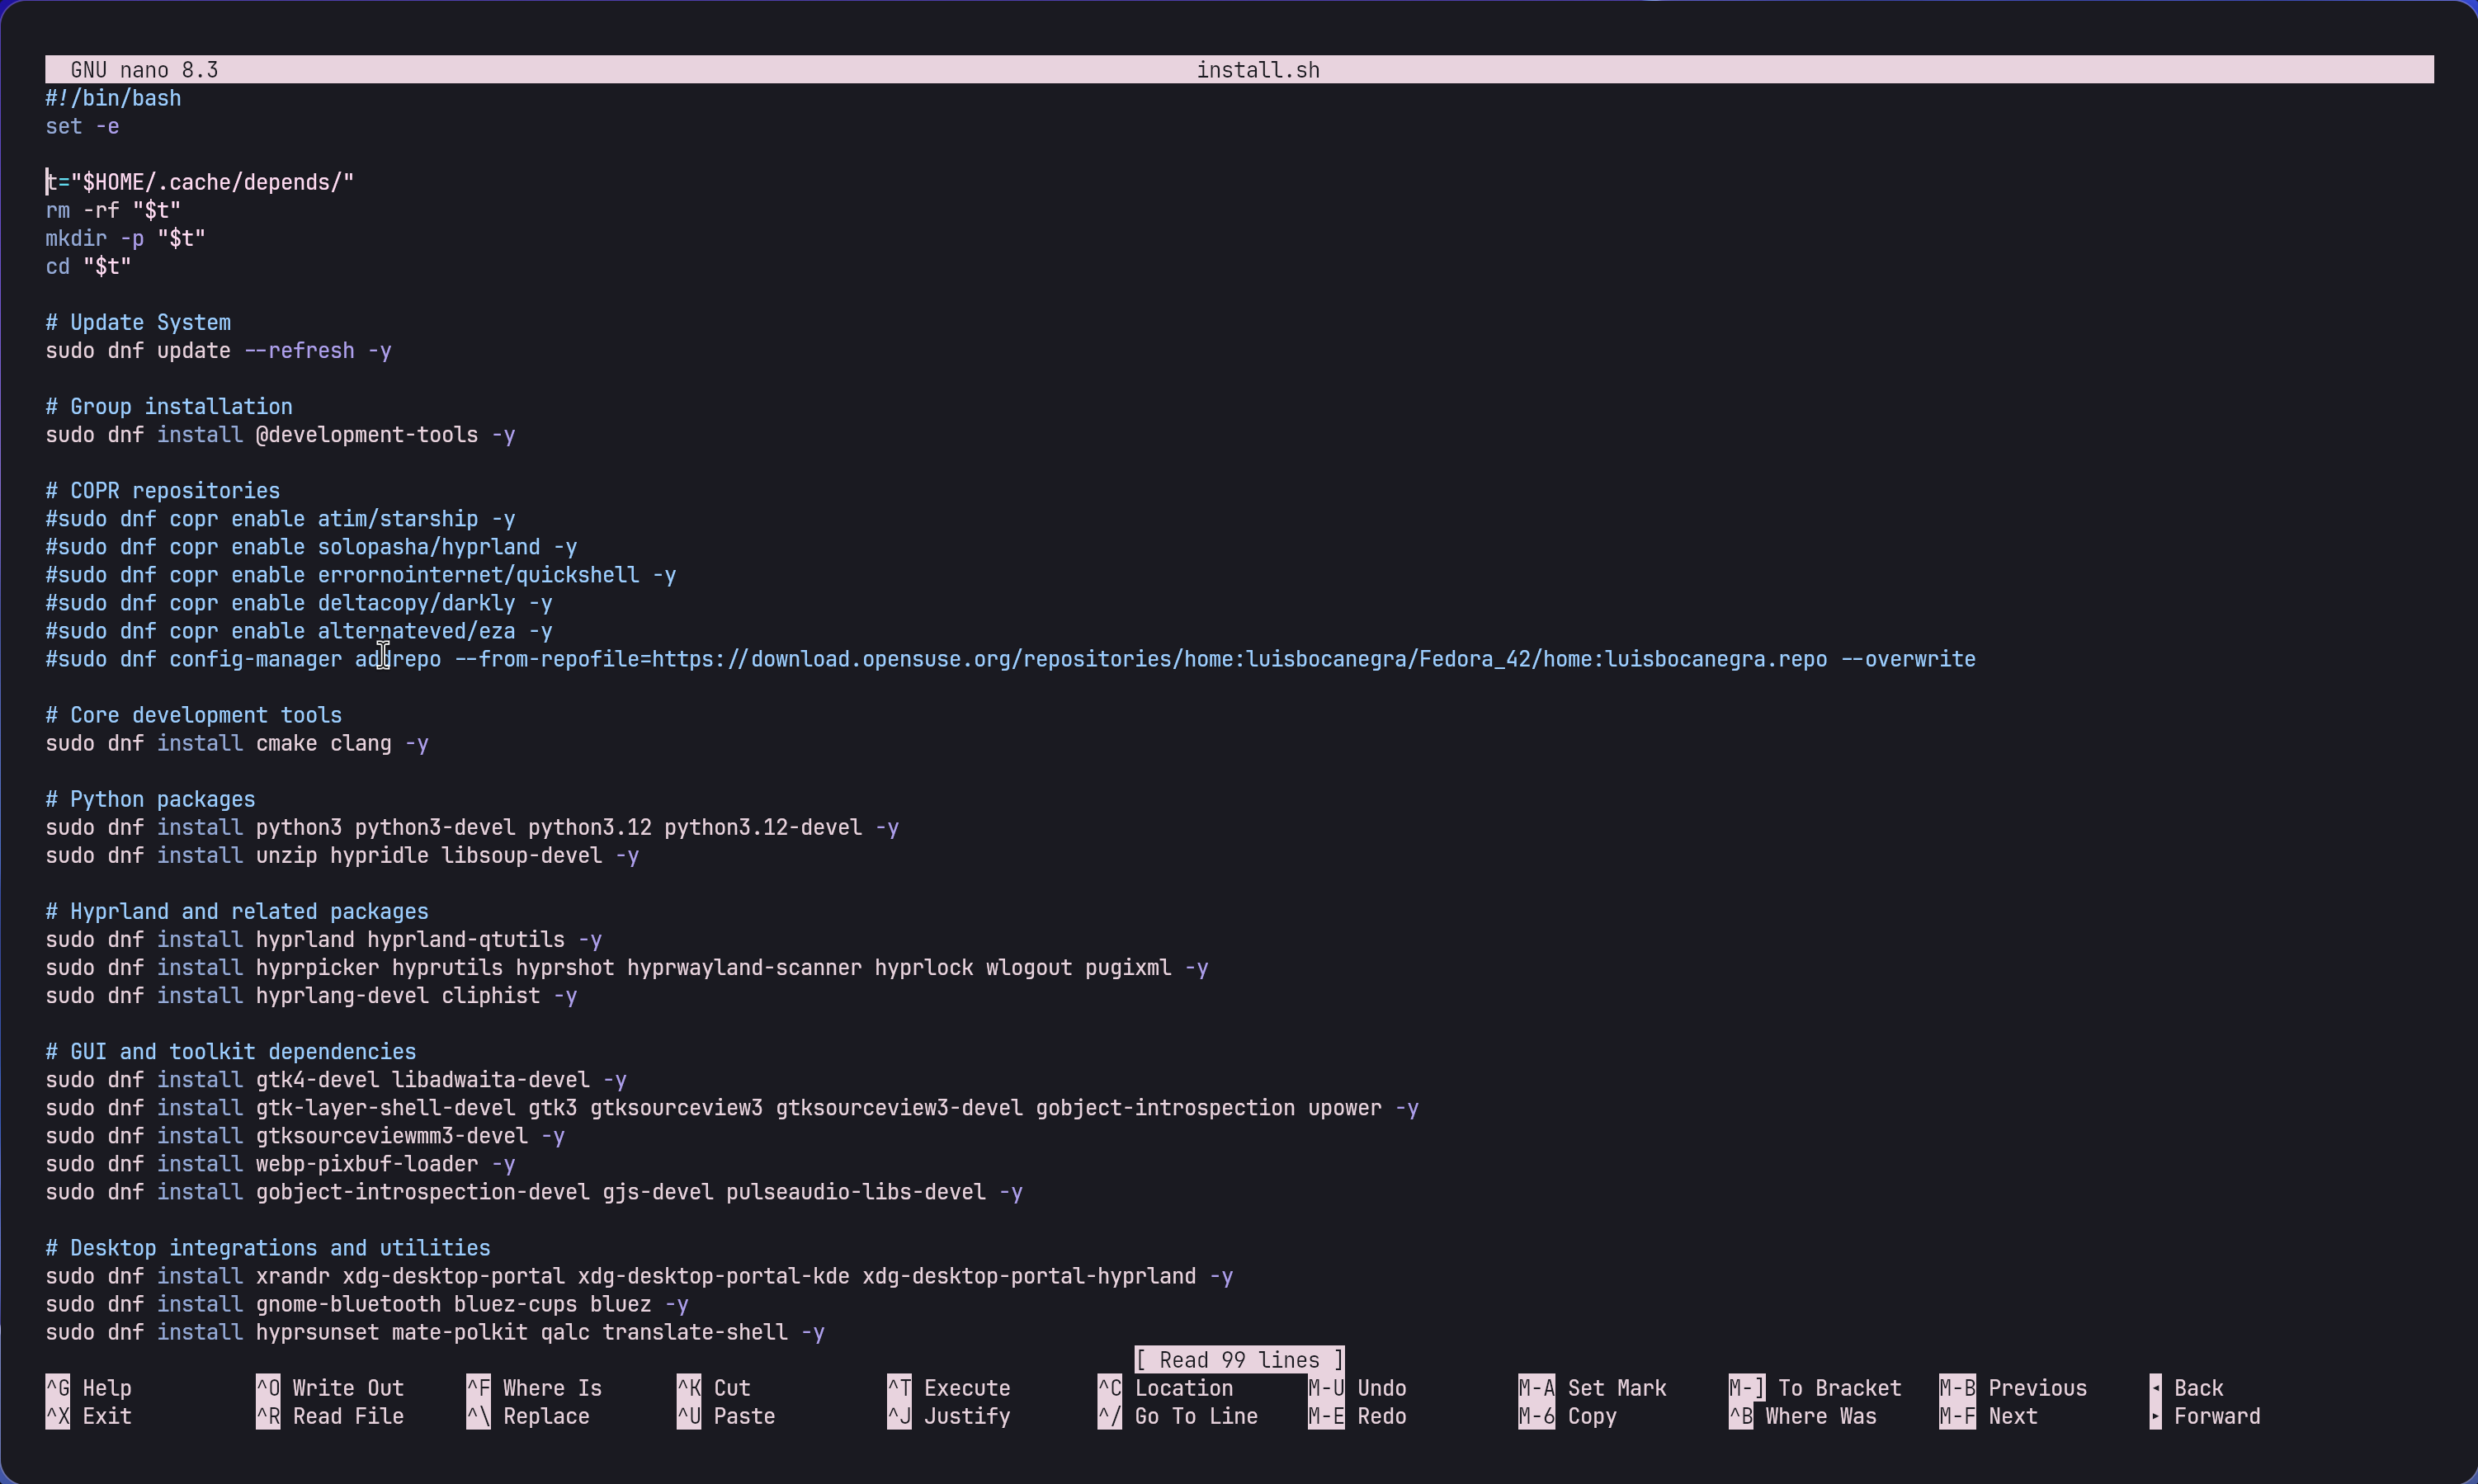 GNU nano 8.3 install.sh
#!/bin/bash
set -e
t="$HOME/.cache/depends/"
rm -rf "$t"
mkdir -p "$t"
cd "$t"
# Update System
sudo dnf update --refresh -y
# Group installation
sudo dnf install @development-tools -y
# COPR repositories
#sudo dnf copr enable atim/starship -y
#sudo dnf copr enable solopasha/hyprland -y
#sudo dnf copr enable errornointernet/quickshell -y
#sudo dnf copr enable deltacopy/darkly -y
#sudo dnf copr enable alternateved/eza -y
#sudo dnf config-manager addrepo --from-repofile=https://download.opensuse.org/repositories/home:luisbocanegra/Fedora_42/home:luisbocanegra.repo --overwrite
# Core development tools
sudo dnf install cmake clang -y
# Python packages
sudo dnf install python3 python3-devel python3.12 python3.12-devel -y
sudo dnf install unzip hypridle libsoup-devel -y
# Hyprland and related packages
sudo dnf install hyprland hyprland-qtutils -y
sudo dnf install hyprpicker hyprutils hyprshot hyprwayland-scanner hyprlock wlogout pugixml -y
sudo dnf install hyprlang-devel cliphist -y
# GUI and toolkit dependencies
sudo dnf install gtk4-devel libadwaita-devel -y
sudo dnf install gtk-layer-shell-devel gtk3 gtksourceview3 gtksourceview3-devel gobject-introspection upower -y
sudo dnf install gtksourceviewmm3-devel -y
sudo dnf install webp-pixbuf-loader -y
sudo dnf install gobject-introspection-devel gjs-devel pulseaudio-libs-devel -y
# Desktop integrations and utilities
sudo dnf install xrandr xdg-desktop-portal xdg-desktop-portal-kde xdg-desktop-portal-hyprland -y
sudo dnf install gnome-bluetooth bluez-cups bluez -y
sudo dnf install hyprsunset mate-polkit qalc translate-shell -y
[ Read 99 lines ]
^G Help ^O Write Out ^F Where Is ^K Cut ^T Execute ^C Location M-U Undo M-A Set Mark M-] To Bracket M-B Previous ◂ Back
^X Exit ^R Read File ^\ Replace ^U Paste ^J Justify ^/ Go To Line M-E Redo M-6 Copy ^B Where Was M-F Next ▸ Forward